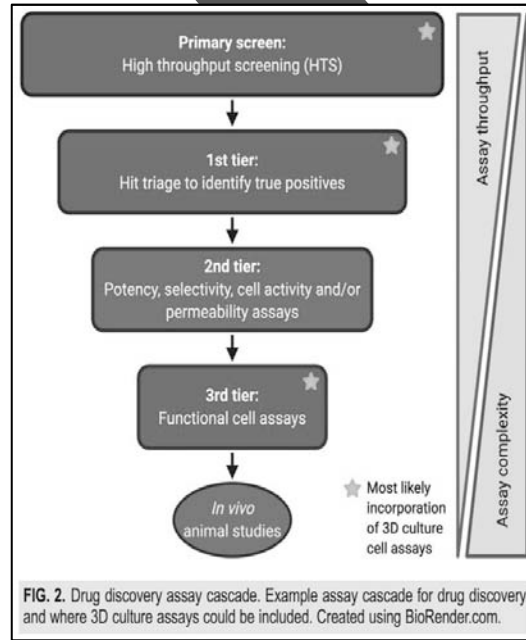 Primary screen:
High throughput screening (HTS)
1st tier:
Hit triage to identify true positives
2nd tier:
Potency, selectivity, cell activity and/or
permeability assays
3rd tier:
Functional cell assays
In vivo
animal studies
Most likely
incorporation
of 3D culture
cell assays
Assay throughput
Assay complexity
FIG. 2. Drug discovery assay cascade. Example assay cascade for drug discovery
and where 3D culture assays could be included. Created using BioRender.com.